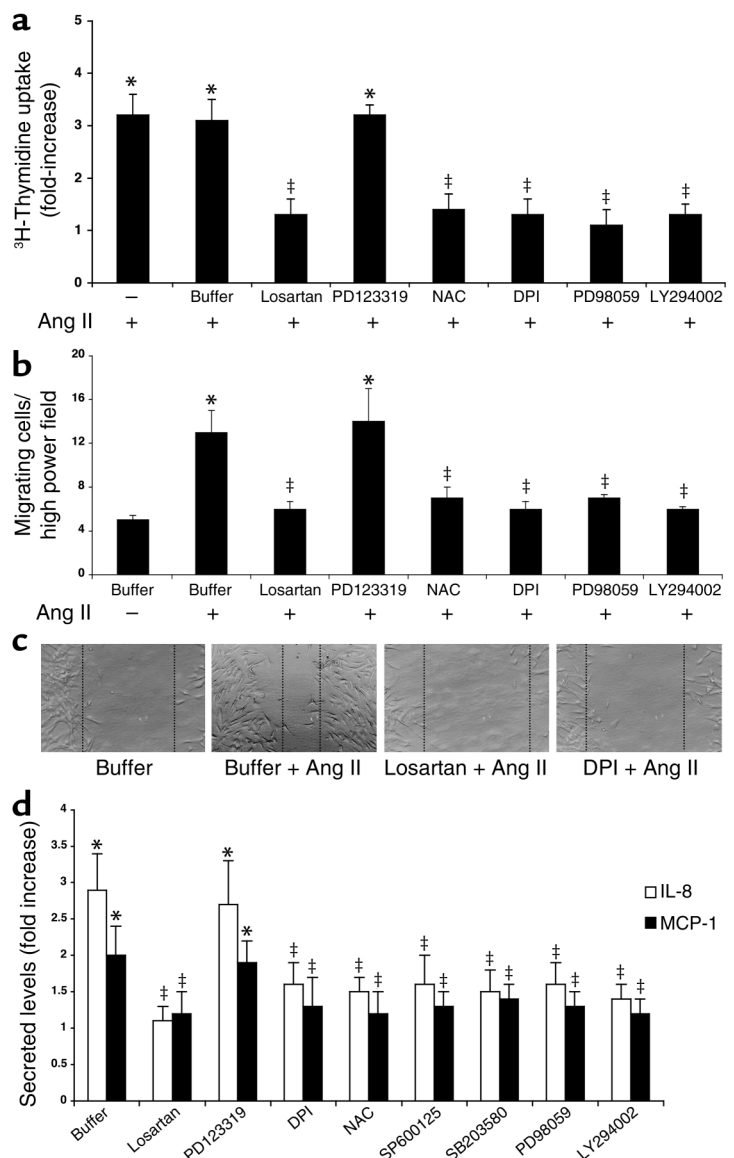 a
5
4
3
2
1
0
³H-Thymidine uptake
(fold-increase)
* * ‡ * ‡ ‡ ‡ ‡
– Buffer Losartan PD123319 NAC DPI PD98059 LY294002
Ang II + + + + + + + +
b
20
16
12
8
4
0
Migrating cells/
high power field
* ‡ * ‡ ‡ ‡ ‡
Buffer Buffer Losartan PD123319 NAC DPI PD98059 LY294002
Ang II – + + + + + + +
c
Buffer Buffer + Ang II Losartan + Ang II DPI + Ang II
d
4
3.5
3
2.5
2
1.5
1
0.5
0
Secreted levels (fold increase)
* * ‡ ‡ * * ‡ ‡ ‡ ‡ ‡ ‡ ‡ ‡ ‡ ‡ ‡ ‡
IL-8
MCP-1
Buffer Losartan PD123319 DPI NAC SP600125 SB203580 PD98059 LY294002